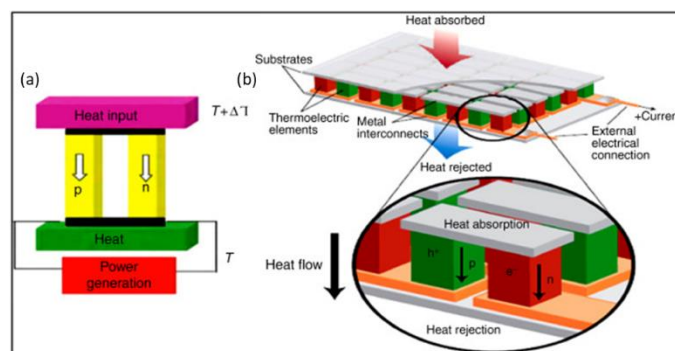 (a)
Heat input
T+Δ
p
n
Heat
T
Power
generation
(b)
Heat absorbed
Substrates
Thermoelectric
elements
Metal
interconnects
+Curren
External
electrical
connection
Heat rejected
Heat flow
Heat absorption
h+
p
e-
n
Heat rejection